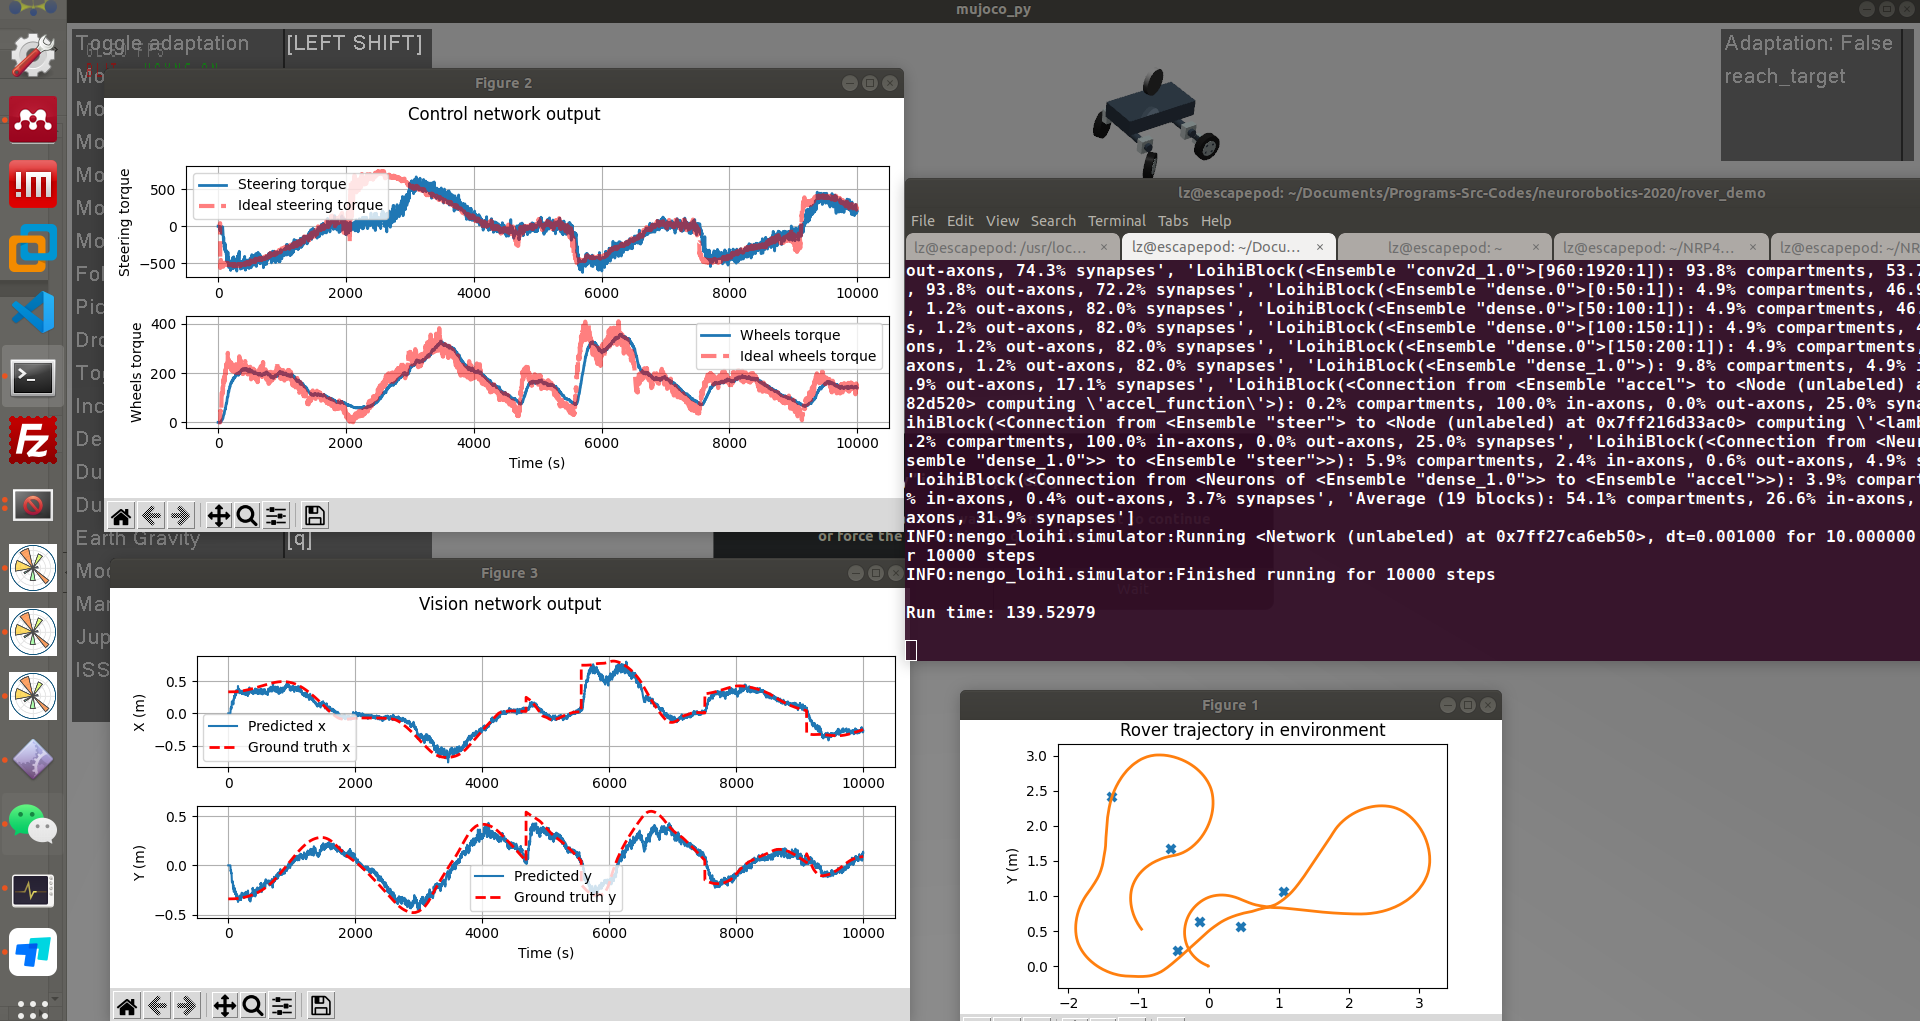 mujoco_py
Toggle adaptation
[LEFT SHIFT]
Adaptation: False
reach_target
Mo
Mo
Mo
Mo
Mo
Mo
Fol
Pic
Dro
To
Inc
De
Du
Du
Earth Gravity
[q]
Moo
Mar
Jup
ISS
or force the
Figure 2
Control network output
Steering torque
500
0
−500
Steering torque
Ideal steering torque
0 2000 4000 6000 8000 10000
Wheels torque
400
200
0
Wheels torque
Ideal wheels torque
0 2000 4000 6000 8000 10000
Time (s)
Figure 3
Vision network output
X (m)
0.5
0.0
−0.5
Predicted x
Ground truth x
0 2000 4000 6000 8000 10000
Y (m)
0.5
0.0
−0.5
Predicted y
Ground truth y
0 2000 4000 6000 8000 10000
Time (s)
lz@escapepod: ~/Documents/Programs-Src-Codes/neurorobotics-2020/rover_demo
File Edit View Search Terminal Tabs Help
lz@escapepod: /usr/loc... × lz@escapepod: ~/Docu... × lz@escapepod: ~ × lz@escapepod: ~/NRP4... × lz@escapepod: ~/NR
out-axons, 74.3% synapses', 'LoihiBlock(<Ensemble "conv2d_1.0">[960:1920:1]): 93.8% compartments, 53.7
, 93.8% out-axons, 72.2% synapses', 'LoihiBlock(<Ensemble "dense.0">[0:50:1]): 4.9% compartments, 46.9
, 1.2% out-axons, 82.0% synapses', 'LoihiBlock(<Ensemble "dense.0">[50:100:1]): 4.9% compartments, 46.
s, 1.2% out-axons, 82.0% synapses', 'LoihiBlock(<Ensemble "dense.0">[100:150:1]): 4.9% compartments, 4
ons, 1.2% out-axons, 82.0% synapses', 'LoihiBlock(<Ensemble "dense.0">[150:200:1]): 4.9% compartments,
axons, 1.2% out-axons, 82.0% synapses', 'LoihiBlock(<Ensemble "dense_1.0">): 9.8% compartments, 4.9% i
.9% out-axons, 17.1% synapses', 'LoihiBlock(<Connection from <Ensemble "accel"> to <Node (unlabeled) a
82d520> computing \'accel_function\'>): 0.2% compartments, 100.0% in-axons, 0.0% out-axons, 25.0% syna
ihiBlock(<Connection from <Ensemble "steer"> to <Node (unlabeled) at 0x7ff216d33ac0> computing \'<lamb
.2% compartments, 100.0% in-axons, 0.0% out-axons, 25.0% synapses', 'LoihiBlock(<Connection from <Neur
semble "dense_1.0">> to <Ensemble "steer">>): 5.9% compartments, 2.4% in-axons, 0.6% out-axons, 4.9% s
'LoihiBlock(<Connection from <Neurons of <Ensemble "dense_1.0">> to <Ensemble "accel">>): 3.9% compart
% in-axons, 0.4% out-axons, 3.7% synapses', 'Average (19 blocks): 54.1% compartments, 26.6% in-axons,
axons, 31.9% synapses']
INFO:nengo_loihi.simulator:Running <Network (unlabeled) at 0x7ff27ca6eb50>, dt=0.001000 for 10.000000
r 10000 steps
INFO:nengo_loihi.simulator:Finished running for 10000 steps
Run time: 139.52979
Figure 1
Rover trajectory in environment
Y (m)
3.0
2.5
2.0
1.5
1.0
0.5
0.0
−2 −1 0 1 2 3